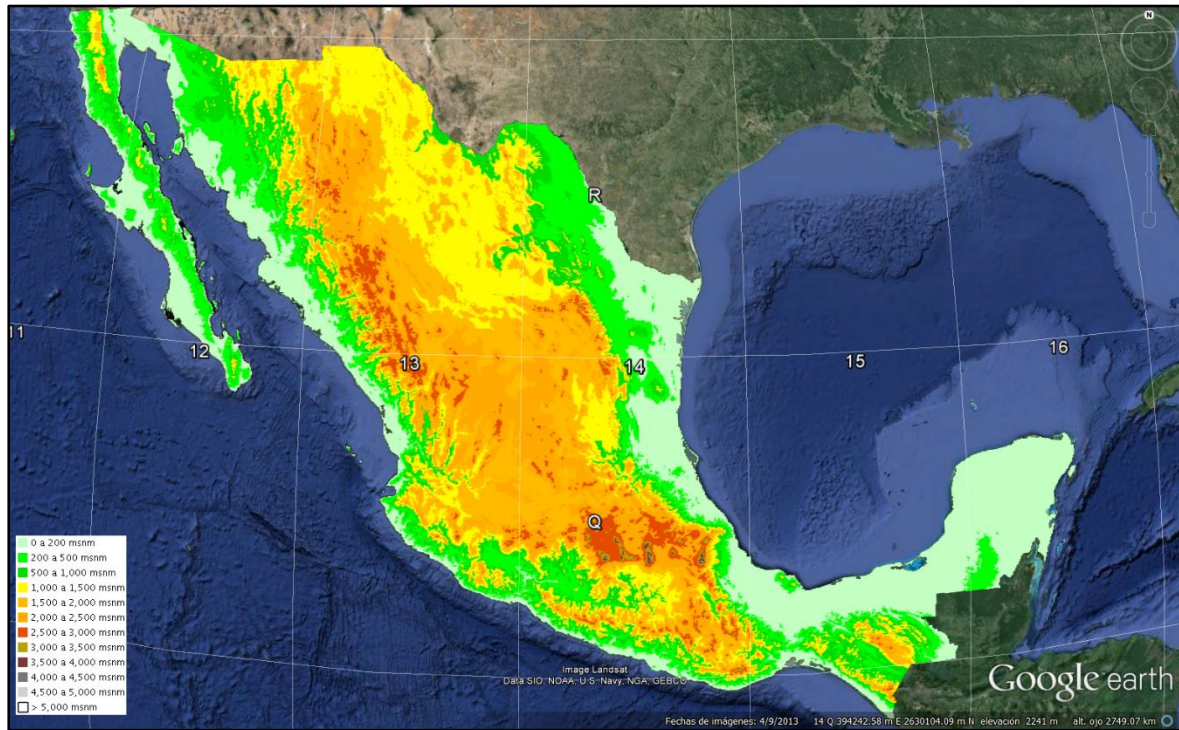 N
R
11
12
13
14
15
16
Q
0 a 200 msnm
200 a 500 msnm
500 a 1,000 msnm
1,000 a 1,500 msnm
1,500 a 2,000 msnm
2,000 a 2,500 msnm
2,500 a 3,000 msnm
3,000 a 3,500 msnm
3,500 a 4,000 msnm
4,000 a 4,500 msnm
4,500 a 5,000 msnm
> 5,000 msnm
Image Landsat
Data SIO, NOAA, U.S. Navy, NGA, GEBCO
Google earth
Fechas de imágenes: 4/9/2013 14 Q 394242.58 m E 2630104.09 m N elevación 2241 m alt. ojo 2749.07 km